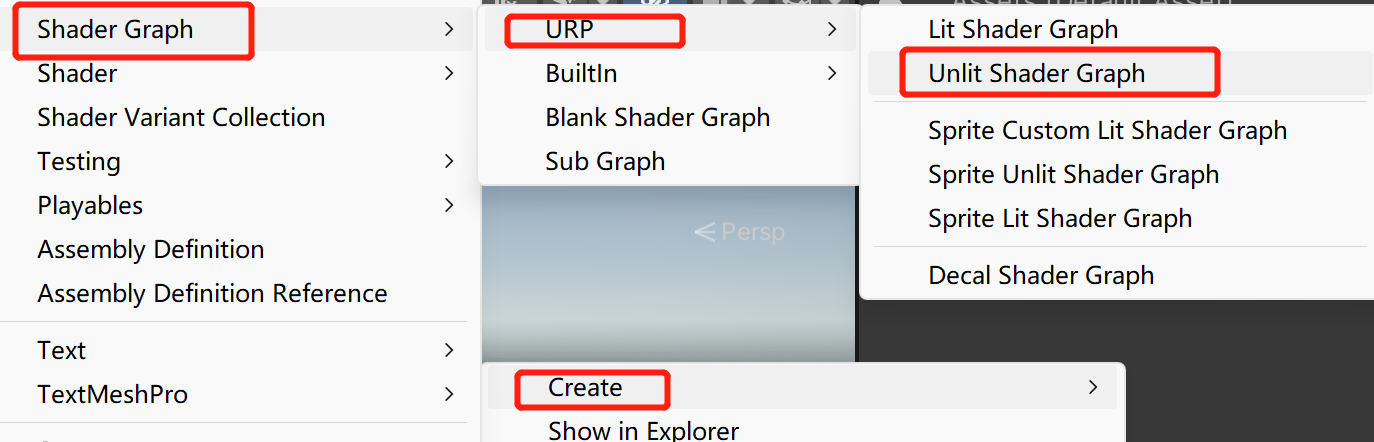 Shader Graph
Shader
Shader Variant Collection
Testing
Playables
Assembly Definition
Assembly Definition Reference
Text
TextMeshPro
URP
BuiltIn
Blank Shader Graph
Sub Graph
Lit Shader Graph
Unlit Shader Graph
Sprite Custom Lit Shader Graph
Sprite Unlit Shader Graph
Sprite Lit Shader Graph
Decal Shader Graph
Persp
Create
Show in Explorer